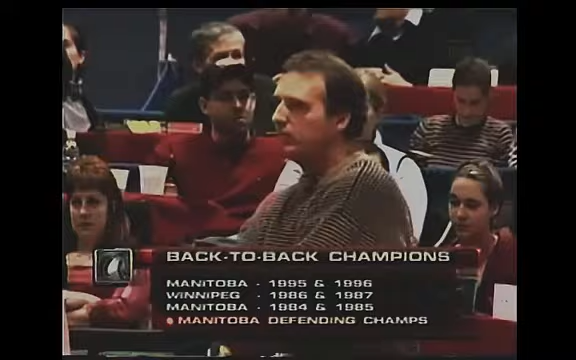 BACK-TO-BACK CHAMPIONS
MANITOBA - 1995 & 1996
WINNIPEG - 1986 & 1987
MANITOBA - 1984 & 1985
MANITOBA DEFENDING CHAMPS